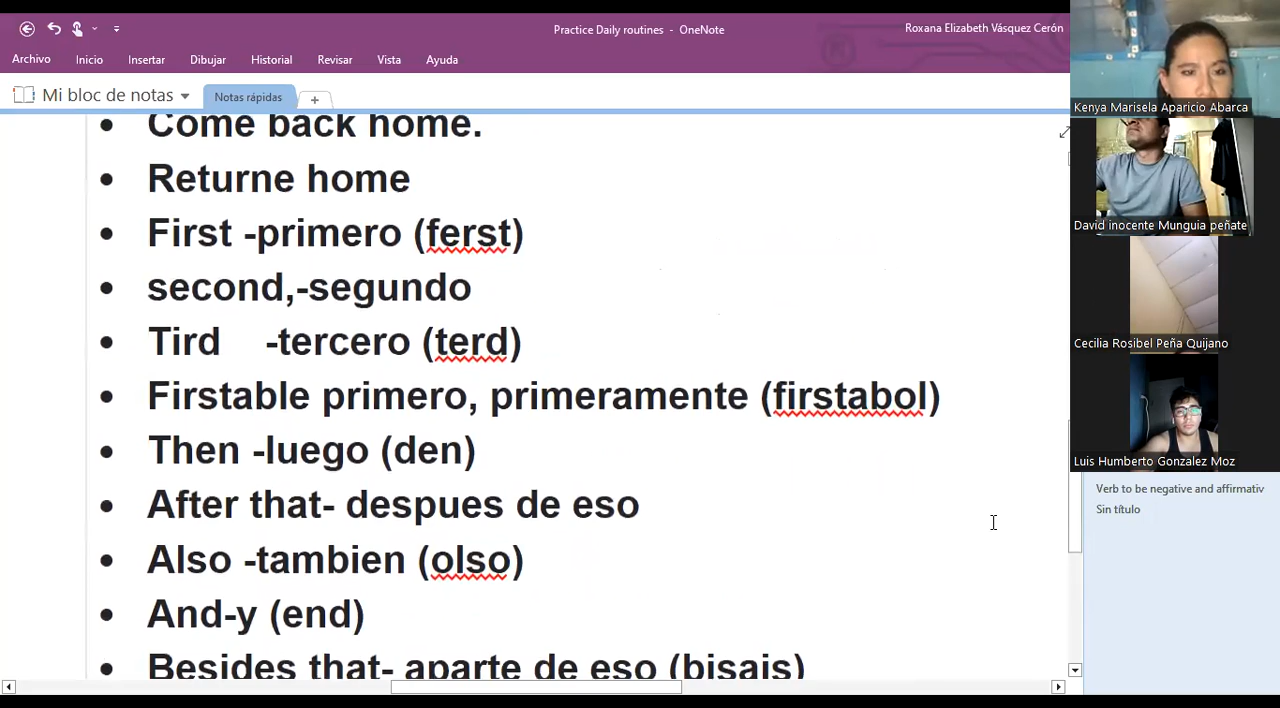 Practice Daily routines - OneNote
Roxana Elizabeth Vásquez Cerón
Archivo Inicio Insertar Dibujar Historial Revisar Vista Ayuda
Mi bloc de notas Notas rápidas
• Come back home.
• Returne home
• First -primero (ferst)
• second,-segundo
• Tird -tercero (terd)
• Firstable primero, primeramente (firstabol)
• Then -luego (den)
• After that- despues de eso
• Also -tambien (olso)
• And-y (end)
• Besides that- aparte de eso (bisais)
Kenya Marisela Aparicio Abarca
David inocente Munguia peñate
Cecilia Rosibel Peña Quijano
Luis Humberto Gonzalez Moz
Verb to be negative and affirmativ
Sin título